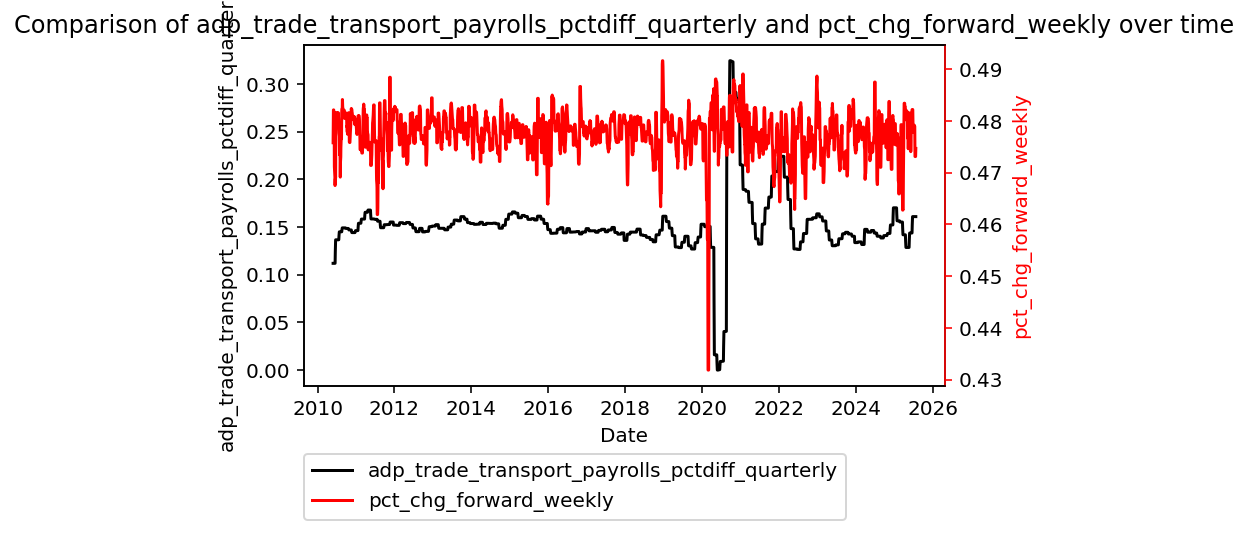 Comparison of adp_trade_transport_payrolls_pctdiff_quarterly and pct_chg_forward_weekly over time
adp_trade_transport_payrolls_pctdiff_quarter
0.30
0.25
0.20
0.15
0.10
0.05
0.00
0.49
0.48
0.47
0.46
0.45
0.44
0.43
pct_chg_forward_weekly
2010 2012 2014 2016 2018 2020 2022 2024 2026
Date
adp_trade_transport_payrolls_pctdiff_quarterly
pct_chg_forward_weekly